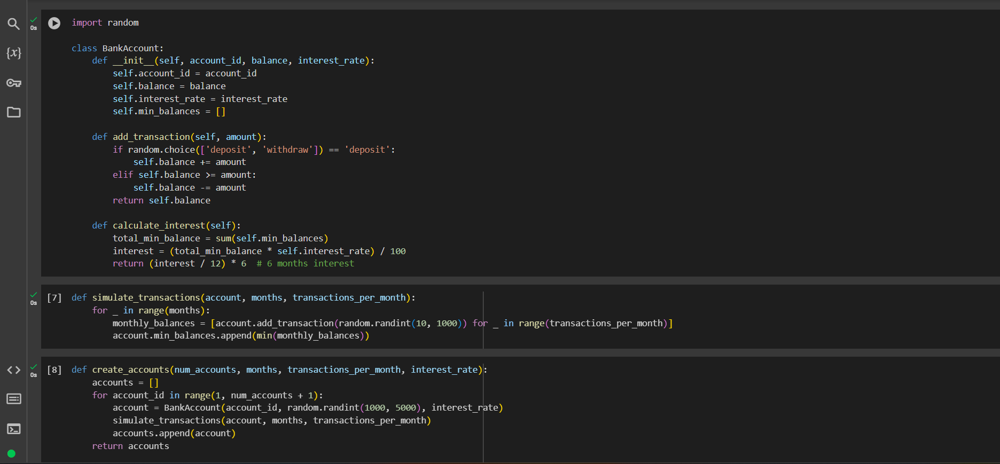 0s
import random
class BankAccount:
    def __init__(self, account_id, balance, interest_rate):
        self.account_id = account_id
        self.balance = balance
        self.interest_rate = interest_rate
        self.min_balances = []
    def add_transaction(self, amount):
        if random.choice(['deposit', 'withdraw']) == 'deposit':
            self.balance += amount
        elif self.balance >= amount:
            self.balance -= amount
        return self.balance
    def calculate_interest(self):
        total_min_balance = sum(self.min_balances)
        interest = (total_min_balance * self.interest_rate) / 100
        return (interest / 12) * 6  # 6 months interest
0s
[7] def simulate_transactions(account, months, transactions_per_month):
    for _ in range(months):
        monthly_balances = [account.add_transaction(random.randint(10, 1000)) for _ in range(transactions_per_month)]
        account.min_balances.append(min(monthly_balances))
0s
[8] def create_accounts(num_accounts, months, transactions_per_month, interest_rate):
    accounts = []
    for account_id in range(1, num_accounts + 1):
        account = BankAccount(account_id, random.randint(1000, 5000), interest_rate)
        simulate_transactions(account, months, transactions_per_month)
        accounts.append(account)
    return accounts